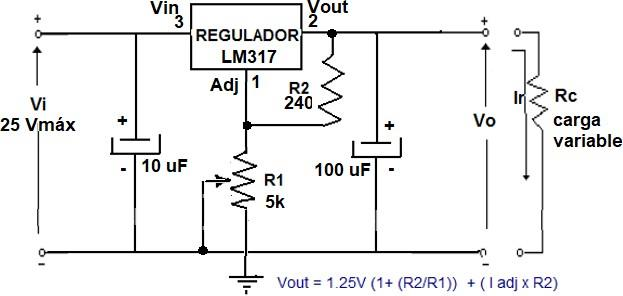 Vin
3
REGULADOR
LM317
Vout
2
Adj 1
R2
240
+
Vi
25 Vmáx
-
+
10 uF
-
R1
5k
+
100 uF
-
+
Vo
-
Ir
Rc
carga
variable
Vout = 1.25V (1+ (R2/R1)) + ( I adj x R2)